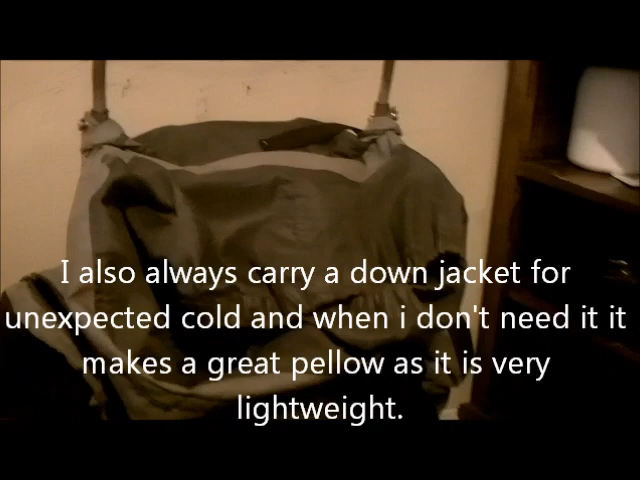 I also always carry a down jacket for
unexpected cold and when i don't need it it
makes a great pellow as it is very
lightweight.